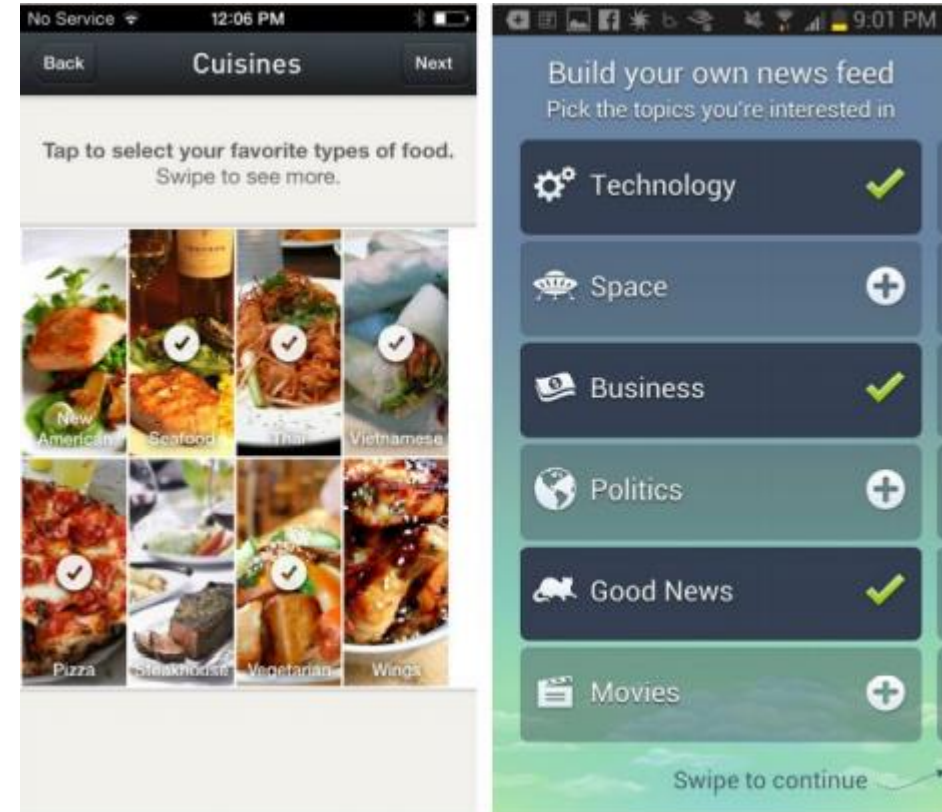 No Service
12:06 PM
Back
Cuisines
Next
Tap to select your favorite types of food.
Swipe to see more.
New
American
Seafood
Thai
Vietnamese
Pizza
Steakhouse
Vegetarian
Wings
9:01 PM
Build your own news feed
Pick the topics you're interested in
Technology
Space
Business
Politics
Good News
Movies
Swipe to continue